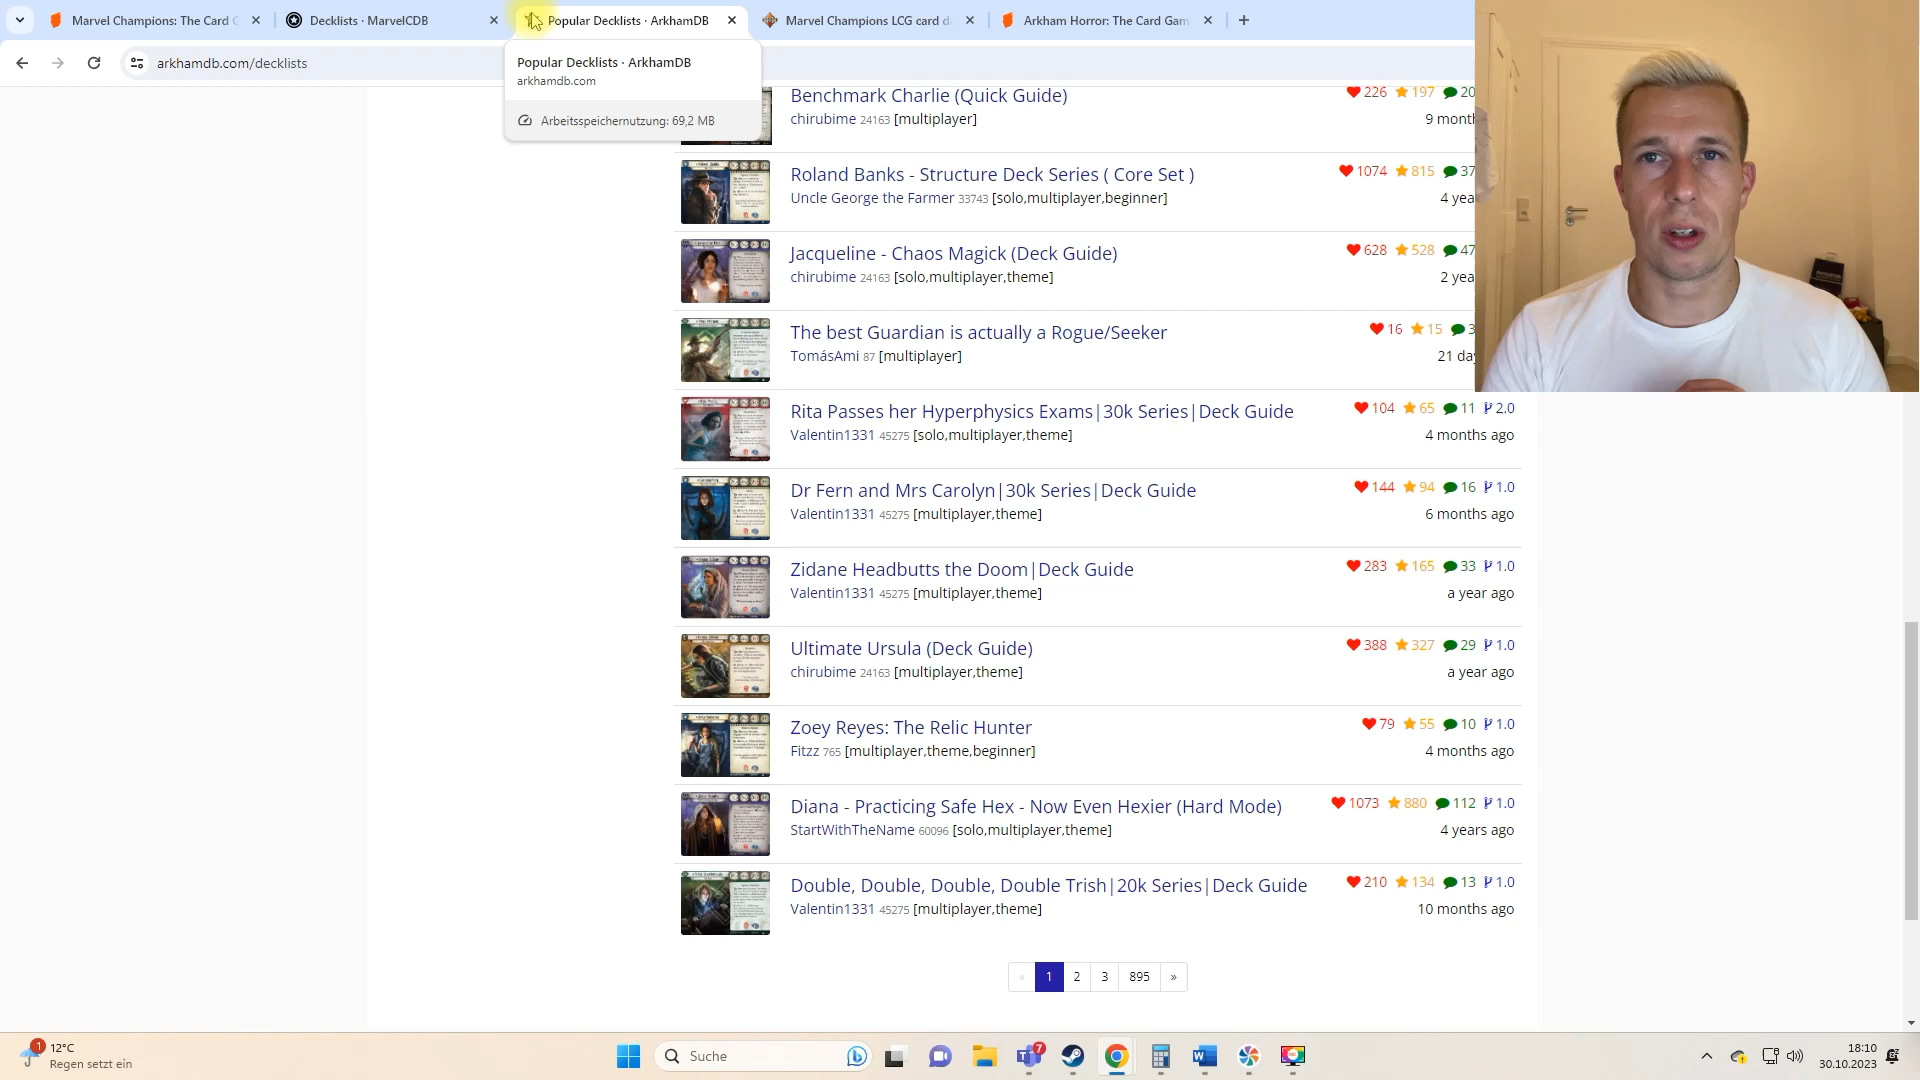 Marvel Champions: The Card G
Decklists · MarvelCDB
Popular Decklists · ArkhamDB
Marvel Champions LCG card d
Arkham Horror: The Card Gam
arkhamdb.com/decklists
Popular Decklists · ArkhamDB
arkhamdb.com
Arbeitsspeichernutzung: 69,2 MB
Benchmark Charlie (Quick Guide)
226 197 20
chirubime 24163 [multiplayer]
9 month
Roland Banks - Structure Deck Series ( Core Set )
1074 815 37
Uncle George the Farmer 33743 [solo,multiplayer,beginner]
4 yea
Jacqueline - Chaos Magick (Deck Guide)
628 528 47
chirubime 24163 [solo,multiplayer,theme]
2 yea
The best Guardian is actually a Rogue/Seeker
16 15 3
TomásAmi 87 [multiplayer]
21 day
Rita Passes her Hyperphysics Exams|30k Series|Deck Guide
104 65 11 2.0
Valentin1331 45275 [solo,multiplayer,theme]
4 months ago
Dr Fern and Mrs Carolyn|30k Series|Deck Guide
144 94 16 1.0
Valentin1331 45275 [multiplayer,theme]
6 months ago
Zidane Headbutts the Doom|Deck Guide
283 165 33 1.0
Valentin1331 45275 [multiplayer,theme]
a year ago
Ultimate Ursula (Deck Guide)
388 327 29 1.0
chirubime 24163 [multiplayer,theme]
a year ago
Zoey Reyes: The Relic Hunter
79 55 10 1.0
Fitzz 765 [multiplayer,theme,beginner]
4 months ago
Diana - Practicing Safe Hex - Now Even Hexier (Hard Mode)
1073 880 112 1.0
StartWithTheName 60096 [solo,multiplayer,theme]
4 years ago
Double, Double, Double, Double Trish|20k Series|Deck Guide
210 134 13 1.0
Valentin1331 45275 [multiplayer,theme]
10 months ago
« 1 2 3 895 »
1
12°C
Regen setzt ein
Suche
7
18:10
30.10.2023